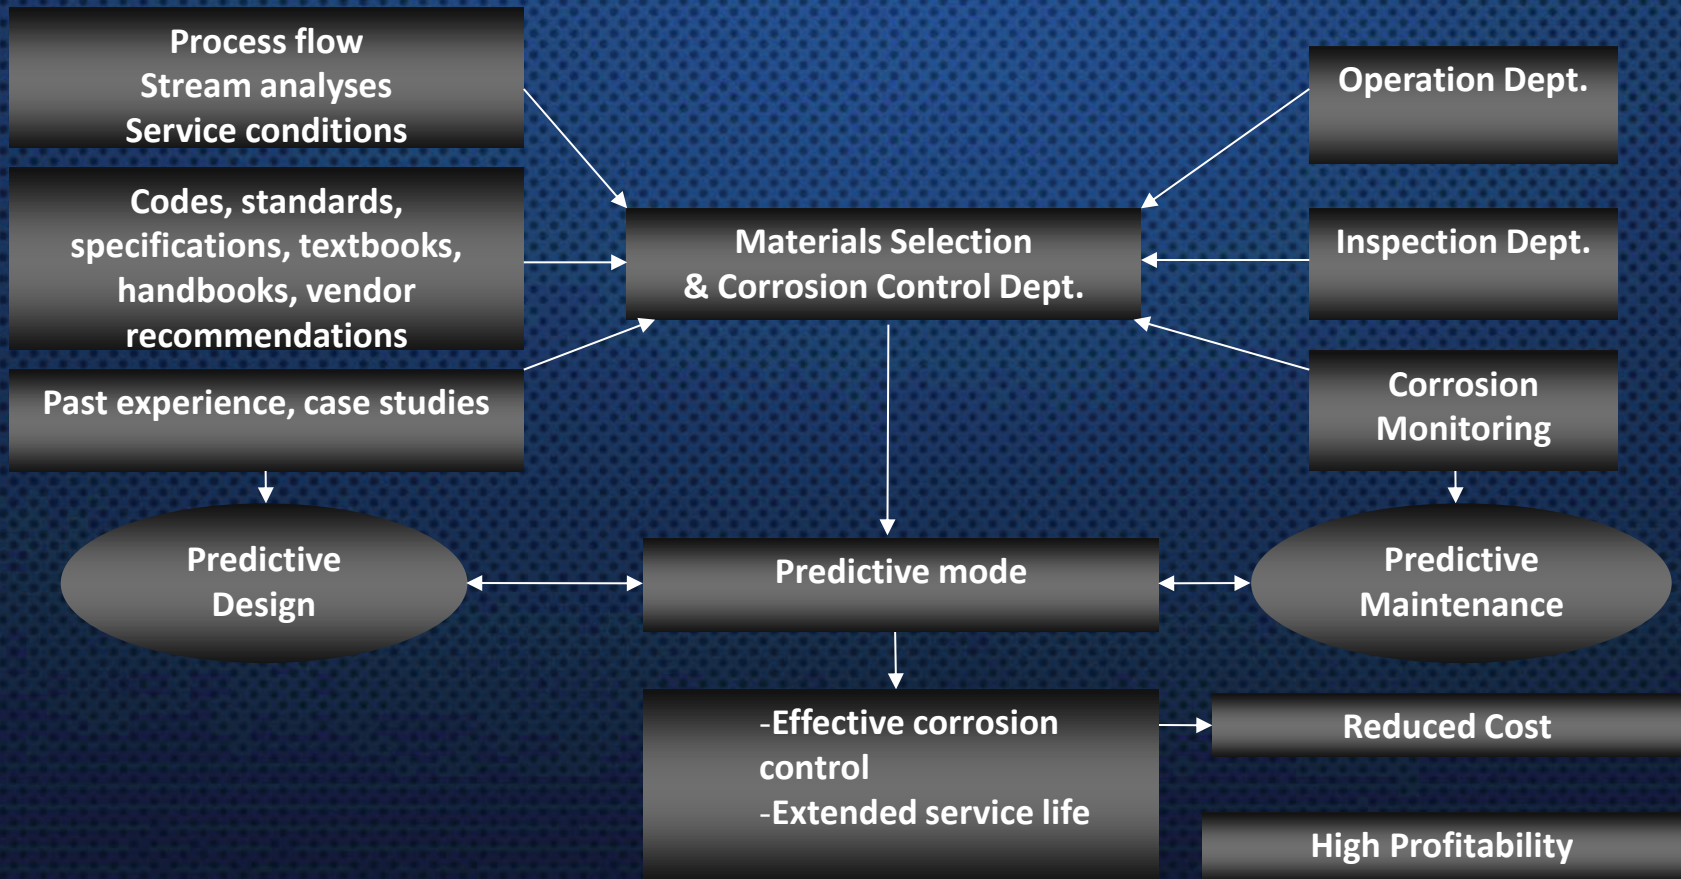 Process flow
Stream analyses
Service conditions
Codes, standards,
specifications, textbooks,
handbooks, vendor
recommendations
Past experience, case studies
Materials Selection
& Corrosion Control Dept.
Operation Dept.
Inspection Dept.
Corrosion
Monitoring
Predictive
Design
Predictive mode
Predictive
Maintenance
-Effective corrosion
control
-Extended service life
Reduced Cost
High Profitability